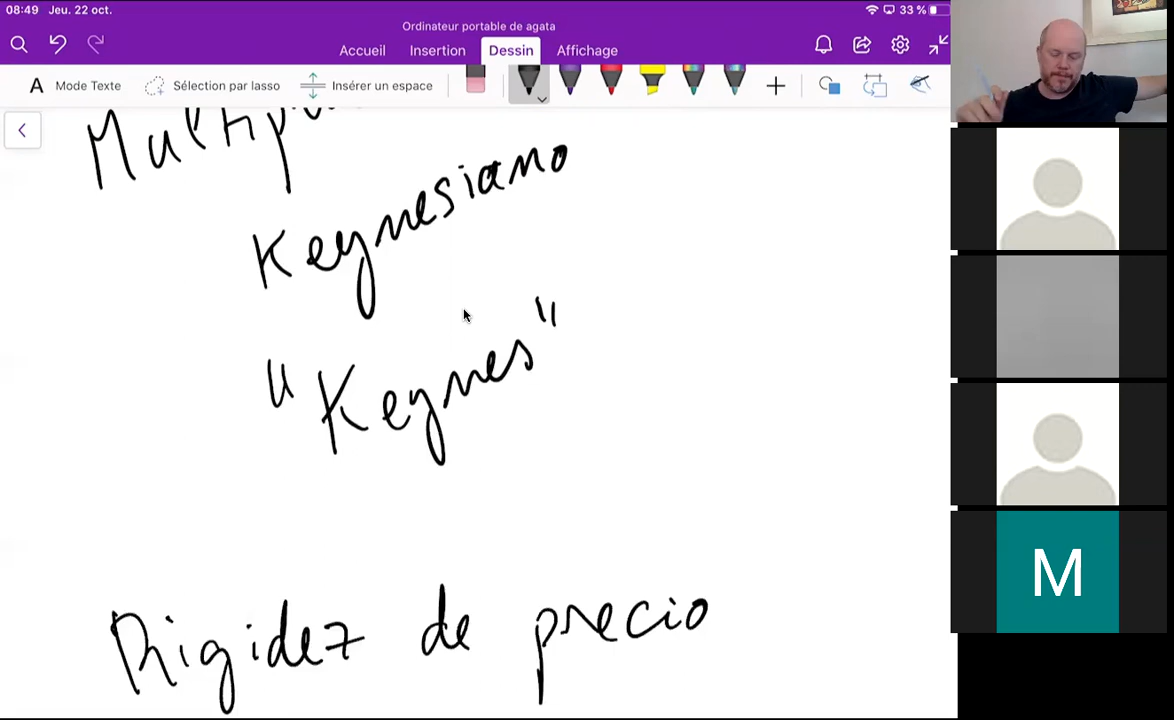 08:49 Jeu. 22 oct.
33 %
Ordinateur portable de agata
Accueil Insertion Dessin Affichage
A Mode Texte Sélection par lasso Insérer un espace
Keynesiano
"Keynes"
Rigidez de precio
M